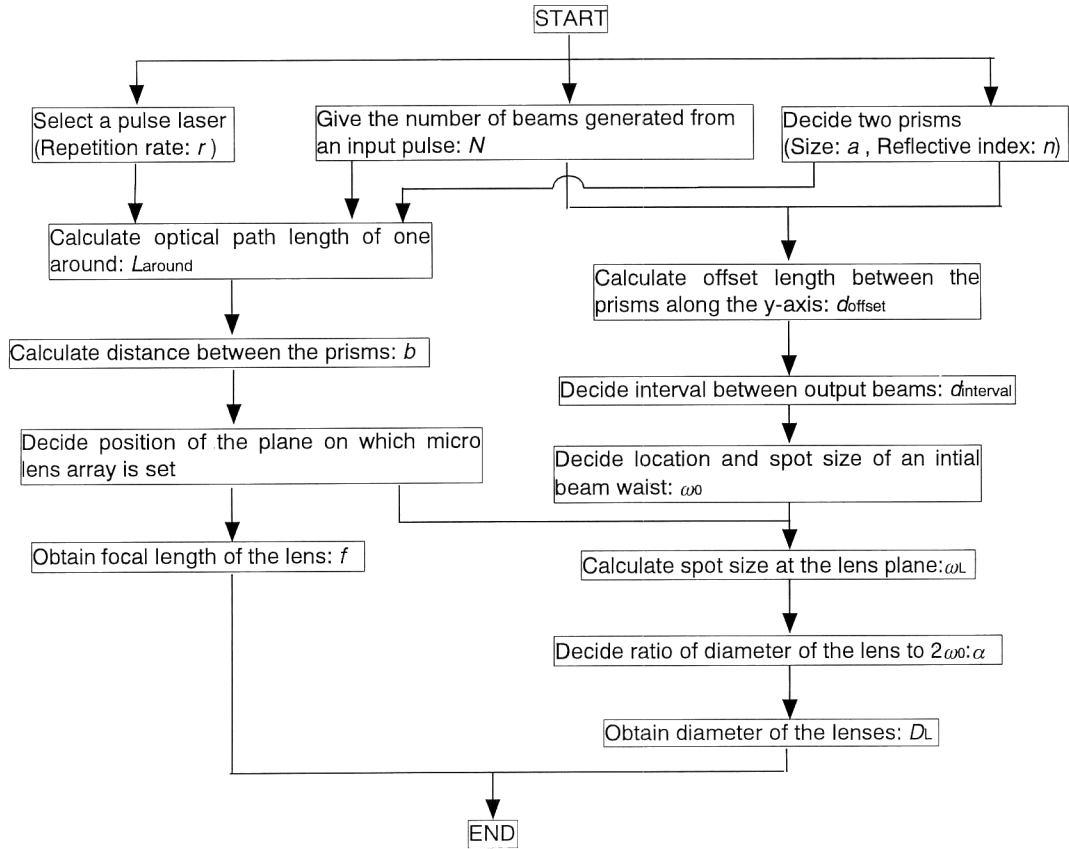 START
Select a pulse laser
(Repetition rate: r )
Give the number of beams generated from
an input pulse: N
Decide two prisms
(Size: a , Reflective index: n)
Calculate optical path length of one
around: Laround
Calculate offset length between the
prisms along the y-axis: doffset
Calculate distance between the prisms: b
Decide interval between output beams: dinterval
Decide position of the plane on which micro
lens array is set
Decide location and spot size of an intial
beam waist: ω0
Obtain focal length of the lens: f
Calculate spot size at the lens plane:ωL
Decide ratio of diameter of the lens to 2ω0:α
Obtain diameter of the lenses: DL
END